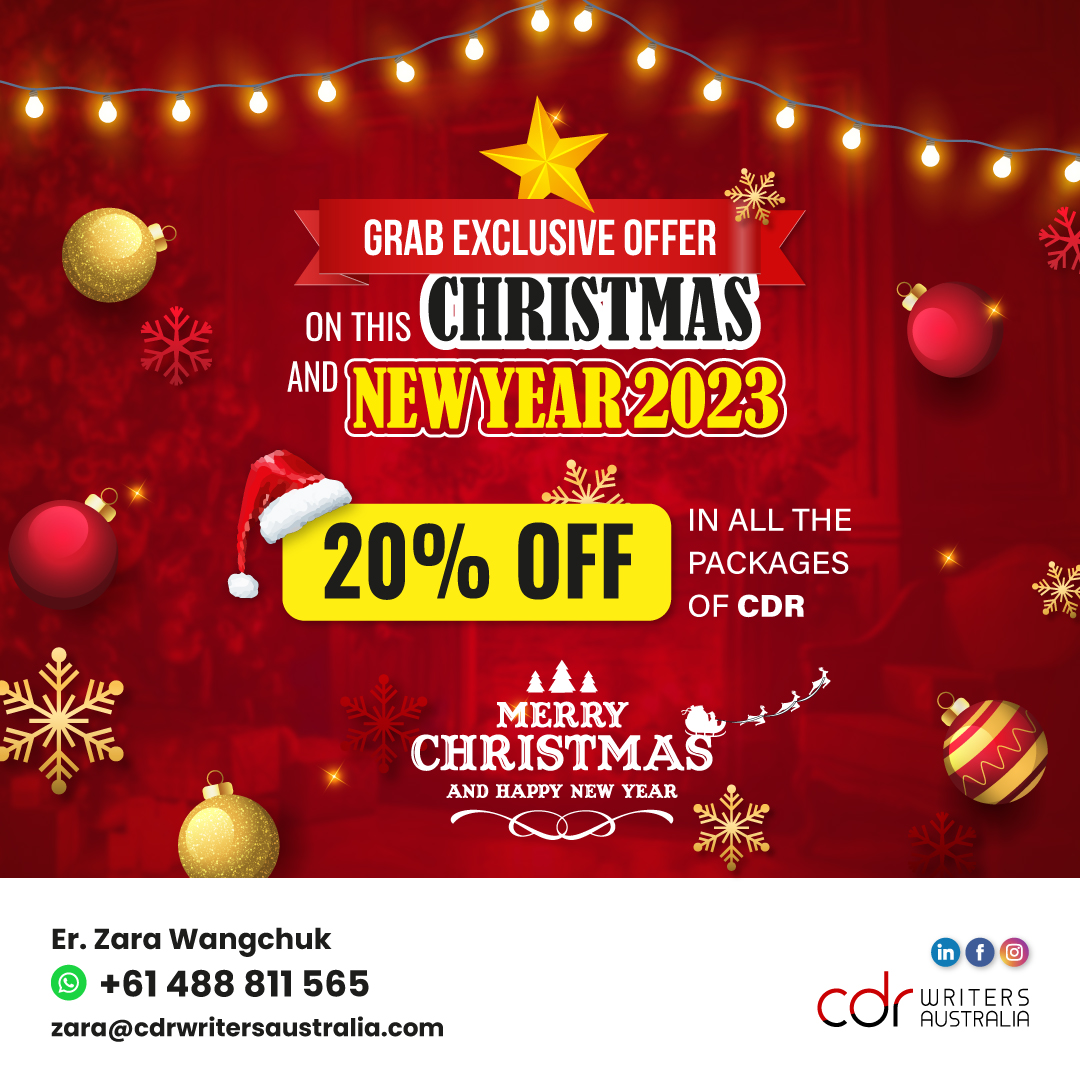 GRAB EXCLUSIVE OFFER
ON THIS CHRISTMAS
AND NEW YEAR 2023
20% OFF
IN ALL THE
PACKAGES
OF CDR
MERRY
CHRISTMAS
AND HAPPY NEW YEAR
Er. Zara Wangchuk
+61 488 811 565
zara@cdrwritersaustralia.com
in f
cdr WRITERS
AUSTRALIA